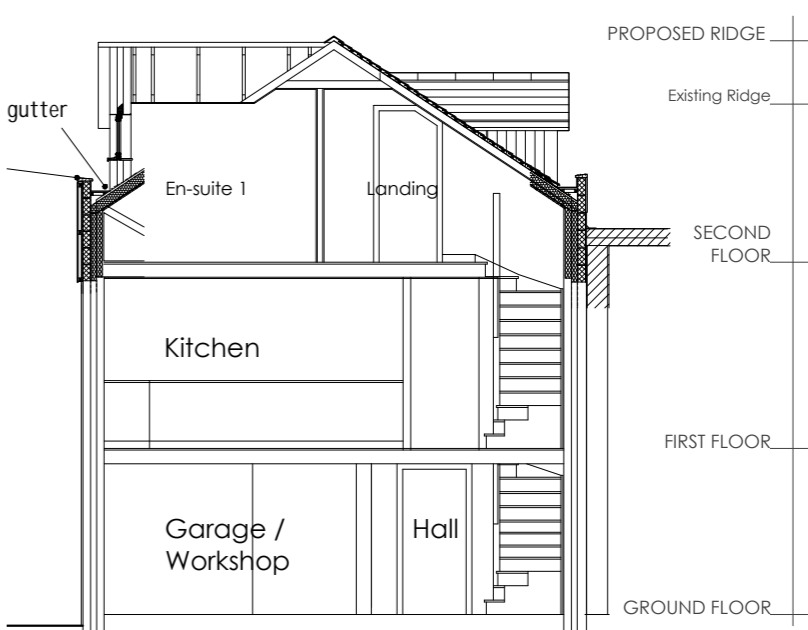 PROPOSED RIDGE
Existing Ridge
gutter
En-suite 1
Landing
SECOND
FLOOR
Kitchen
FIRST FLOOR
Garage /
Workshop
Hall
GROUND FLOOR